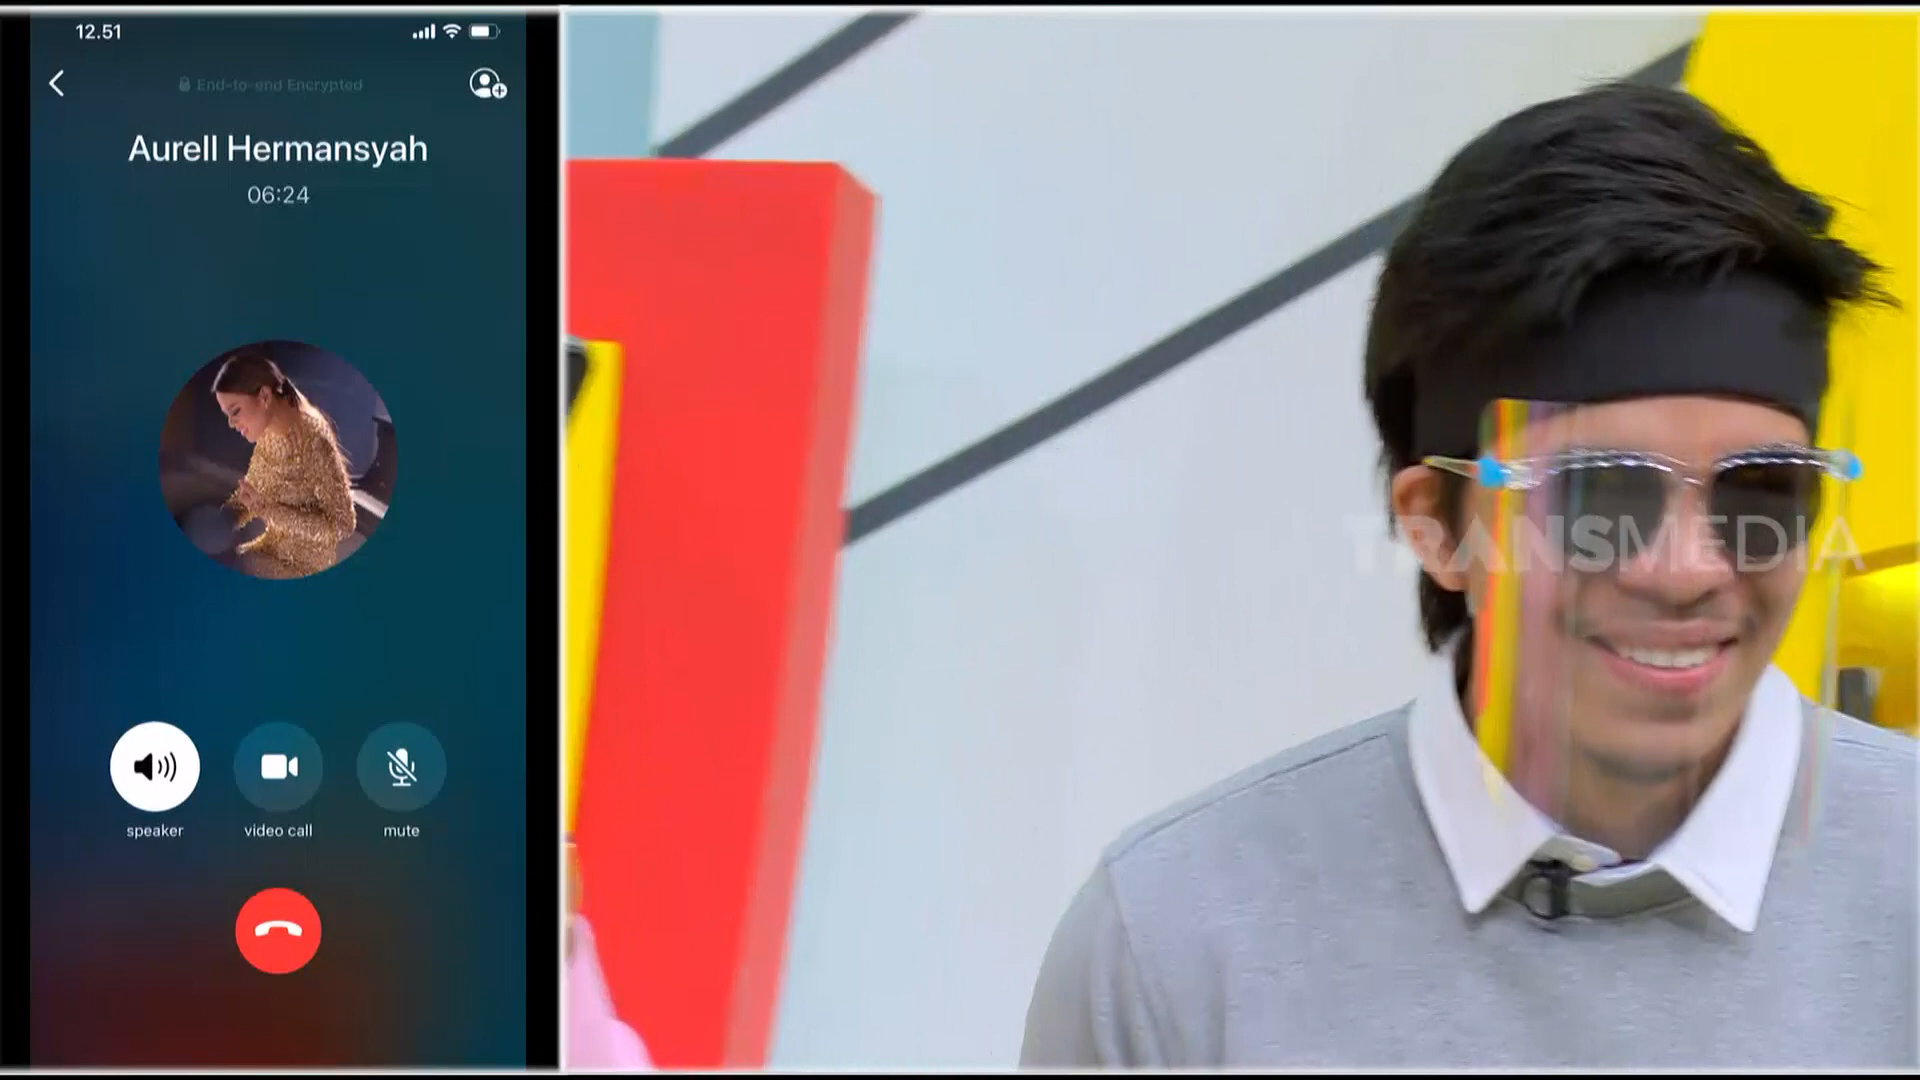 12.51
End-to-end Encrypted
Aurell Hermansyah
06:24
speaker
video call
mute
TRANSMEDIA